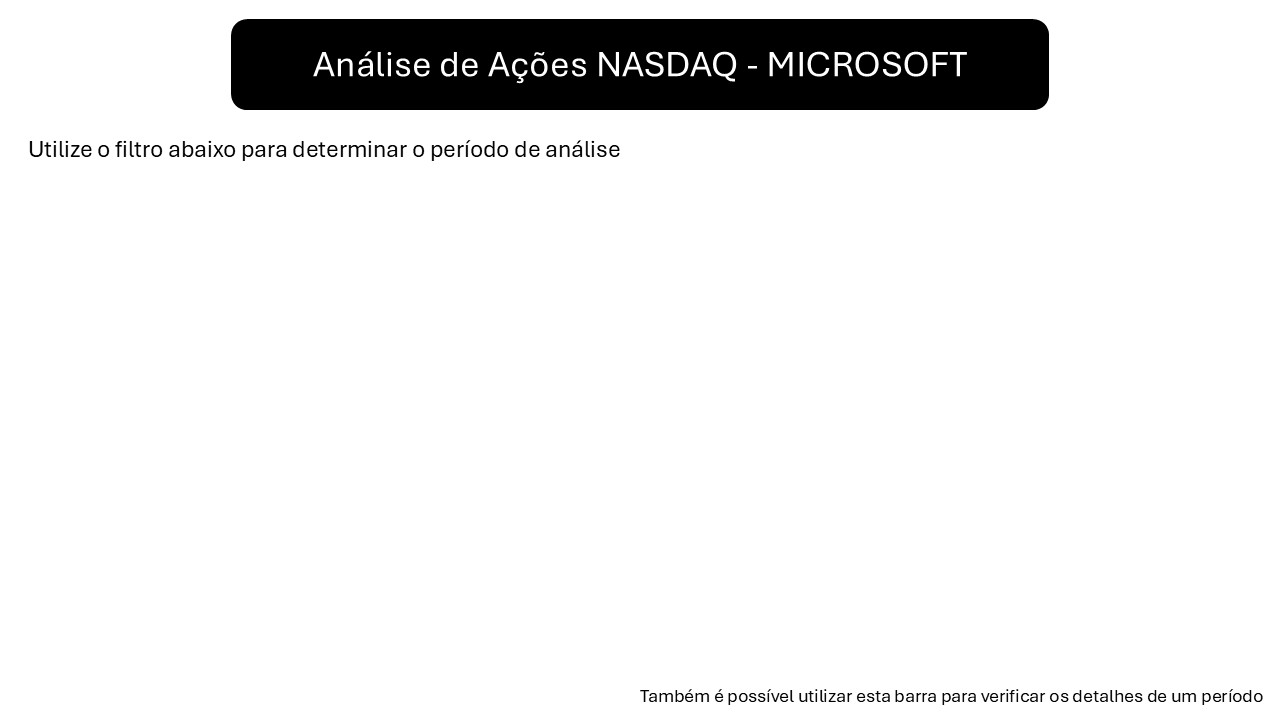 Análise de Ações NASDAQ - MICROSOFT
Utilize o filtro abaixo para determinar o período de análise
Também é possível utilizar esta barra para verificar os detalhes de um período